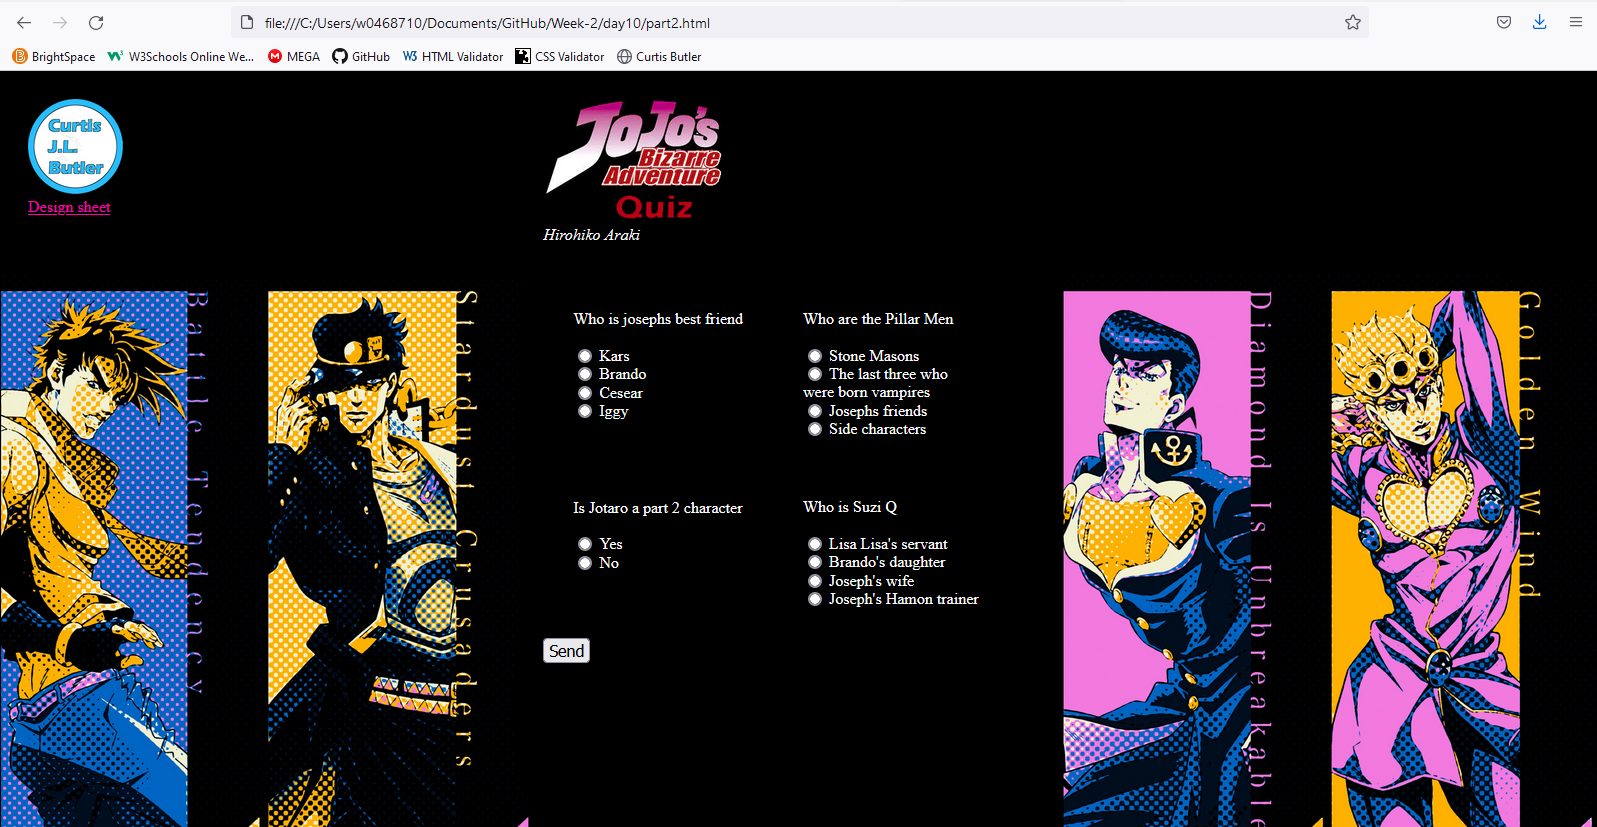 file:///C:/Users/w0468710/Documents/GitHub/Week-2/day10/part2.html
BrightSpace W3Schools Online We... MEGA GitHub HTML Validator CSS Validator Curtis Butler
Curtis
J.L.
Butler
Design sheet
JoJo's
Bizarre
Adventure
Quiz
Hirohiko Araki
Battle Tendency
Stardust Crusaders
Who is josephs best friend
Kars
Brando
Cesear
Iggy
Who are the Pillar Men
Stone Masons
The last three who
were born vampires
Josephs friends
Side characters
Is Jotaro a part 2 character
Yes
No
Who is Suzi Q
Lisa Lisa's servant
Brando's daughter
Joseph's wife
Joseph's Hamon trainer
Send
Diamond Is Unbreakable
Golden Wind